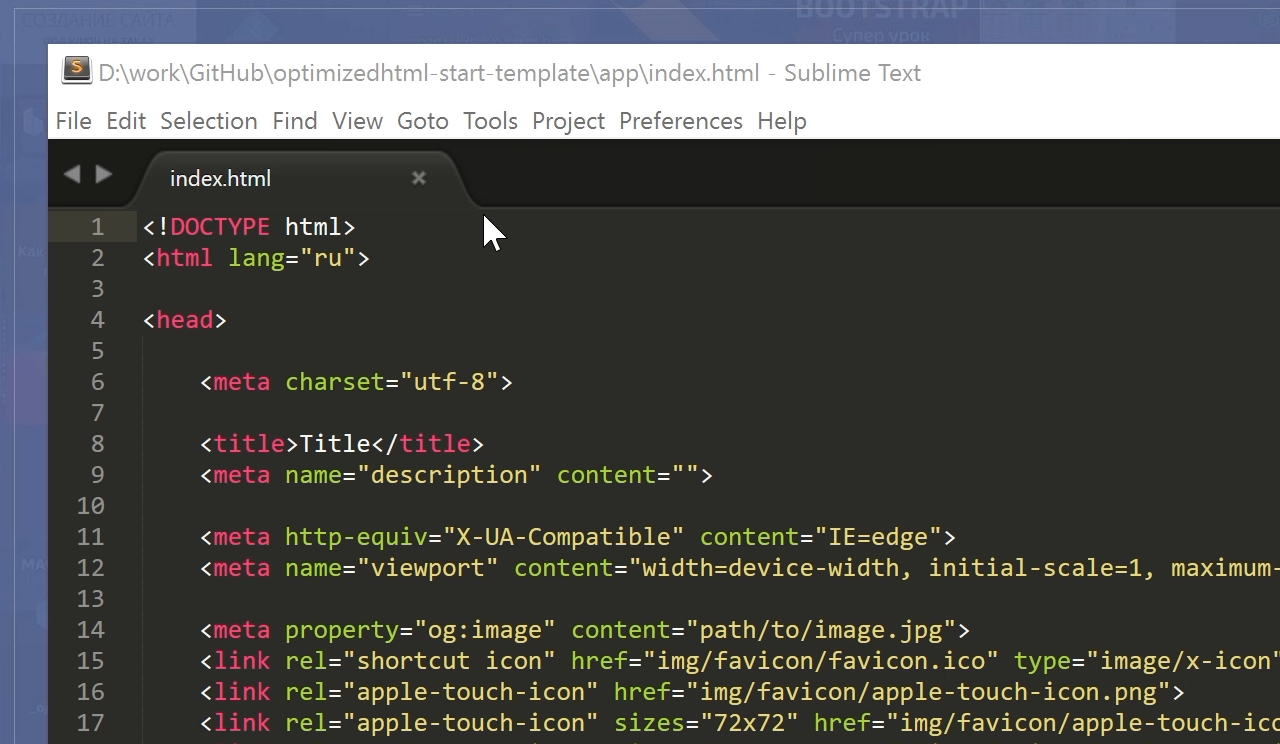 СОЗДАНИЕ САЙТА
BOOTSTRAP
Супер урок
D:\work\GitHub\optimizedhtml-start-template\app\index.html - Sublime Text
File Edit Selection Find View Goto Tools Project Preferences Help
index.html
1 <!DOCTYPE html>
2 <html lang="ru">
3
4 <head>
5
6 <meta charset="utf-8">
7
8 <title>Title</title>
9 <meta name="description" content="">
10
11 <meta http-equiv="X-UA-Compatible" content="IE=edge">
12 <meta name="viewport" content="width=device-width, initial-scale=1, maximum-
13
14 <meta property="og:image" content="path/to/image.jpg">
15 <link rel="shortcut icon" href="img/favicon/favicon.ico" type="image/x-icon"
16 <link rel="apple-touch-icon" href="img/favicon/apple-touch-icon.png">
17 <link rel="apple-touch-icon" sizes="72x72" href="img/favicon/apple-touch-ico